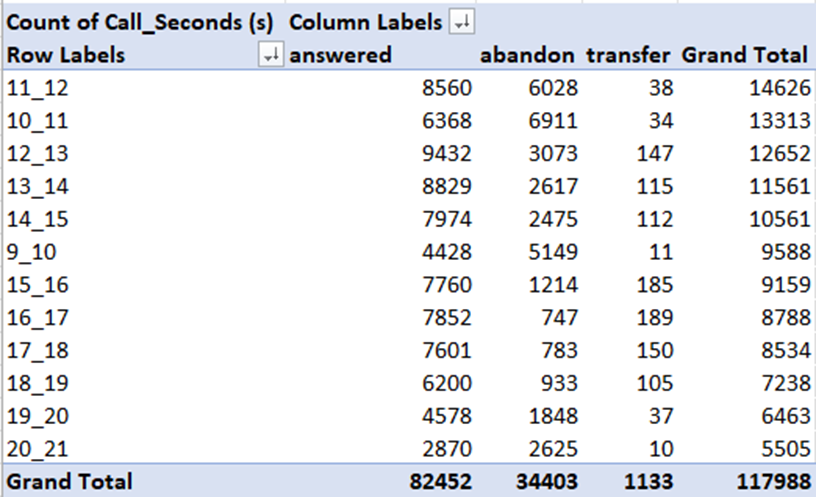 Count of Call_Seconds (s) Column Labels
Row Labels answered abandon transfer Grand Total
11_12 8560 6028 38 14626
10_11 6368 6911 34 13313
12_13 9432 3073 147 12652
13_14 8829 2617 115 11561
14_15 7974 2475 112 10561
9_10 4428 5149 11 9588
15_16 7760 1214 185 9159
16_17 7852 747 189 8788
17_18 7601 783 150 8534
18_19 6200 933 105 7238
19_20 4578 1848 37 6463
20_21 2870 2625 10 5505
Grand Total 82452 34403 1133 117988